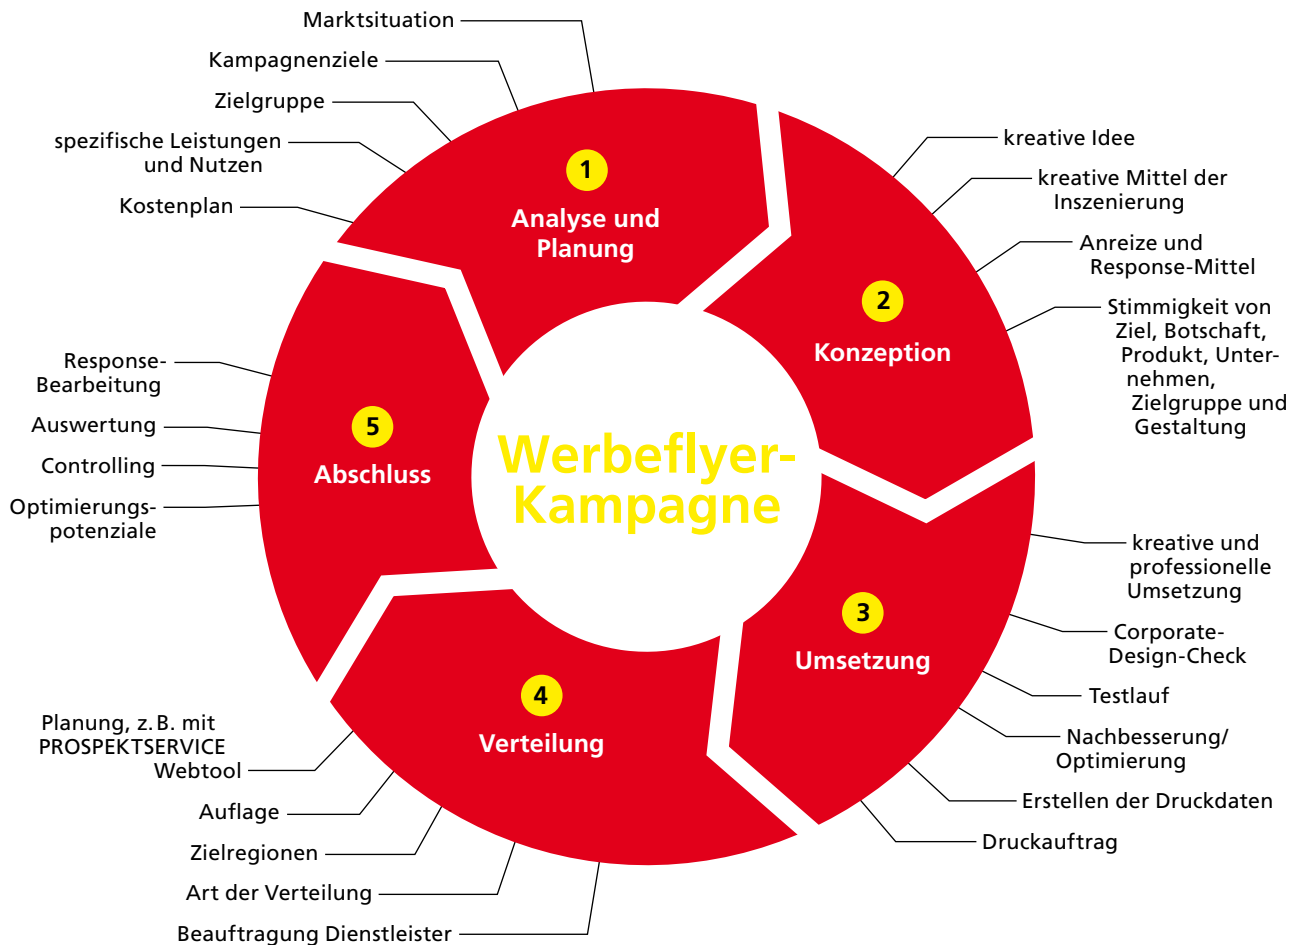 Werbeflyer-
Kampagne
1
Analyse und
Planung
Marktsituation
Kampagnenziele
Zielgruppe
spezifische Leistungen
und Nutzen
Kostenplan
2
Konzeption
kreative Idee
kreative Mittel der
Inszenierung
Anreize und
Response-Mittel
Stimmigkeit von
Ziel, Botschaft,
Produkt, Unter-
nehmen,
Zielgruppe und
Gestaltung
3
Umsetzung
kreative und
professionelle
Umsetzung
Corporate-
Design-Check
Testlauf
Nachbesserung/
Optimierung
Erstellen der Druckdaten
Druckauftrag
4
Verteilung
Planung, z.B. mit
PROSPEKTSERVICE
Webtool
Auflage
Zielregionen
Art der Verteilung
Beauftragung Dienstleister
5
Abschluss
Response-
Bearbeitung
Auswertung
Controlling
Optimierungs-
potenziale